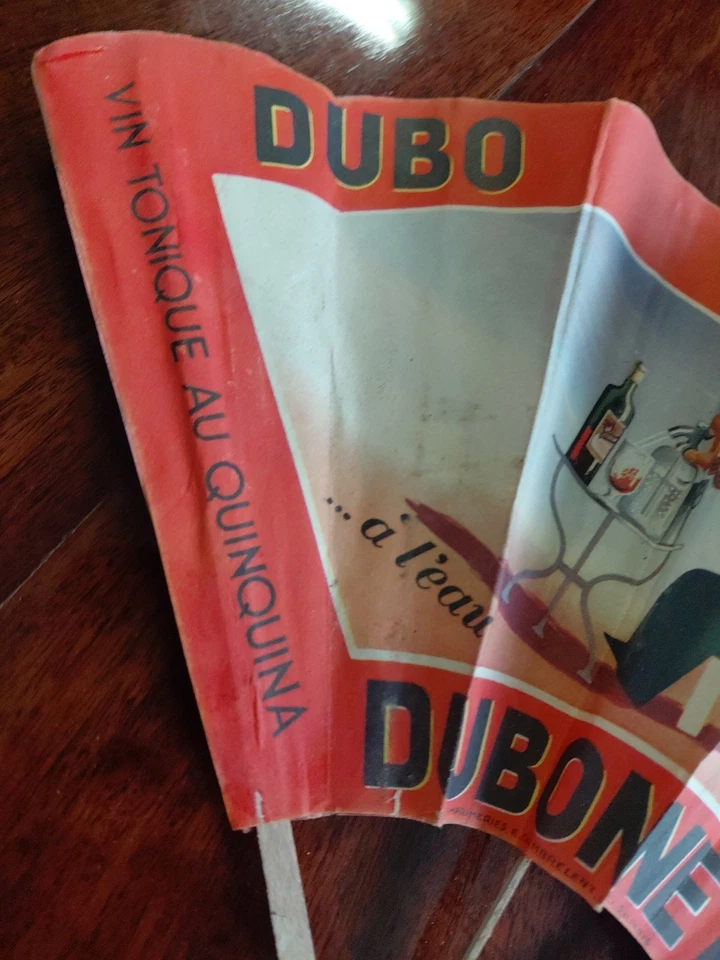 VIN TONIQUE AU QUINQUINA
DUBO
...à l'eau
DUBONNE